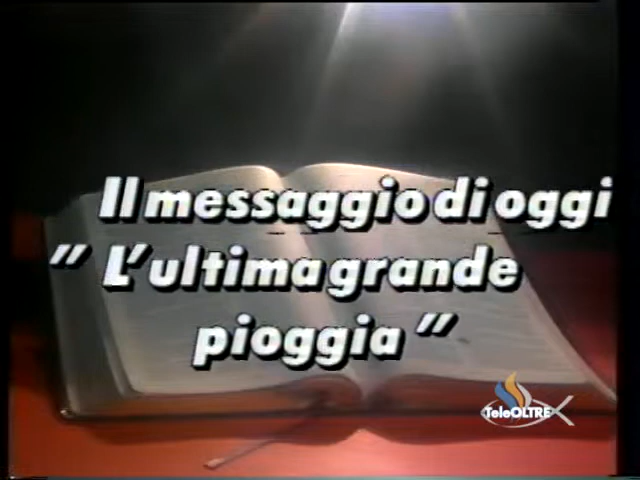 Il messaggio di oggi
" L'ultima grande
pioggia "
TeleOLTRE